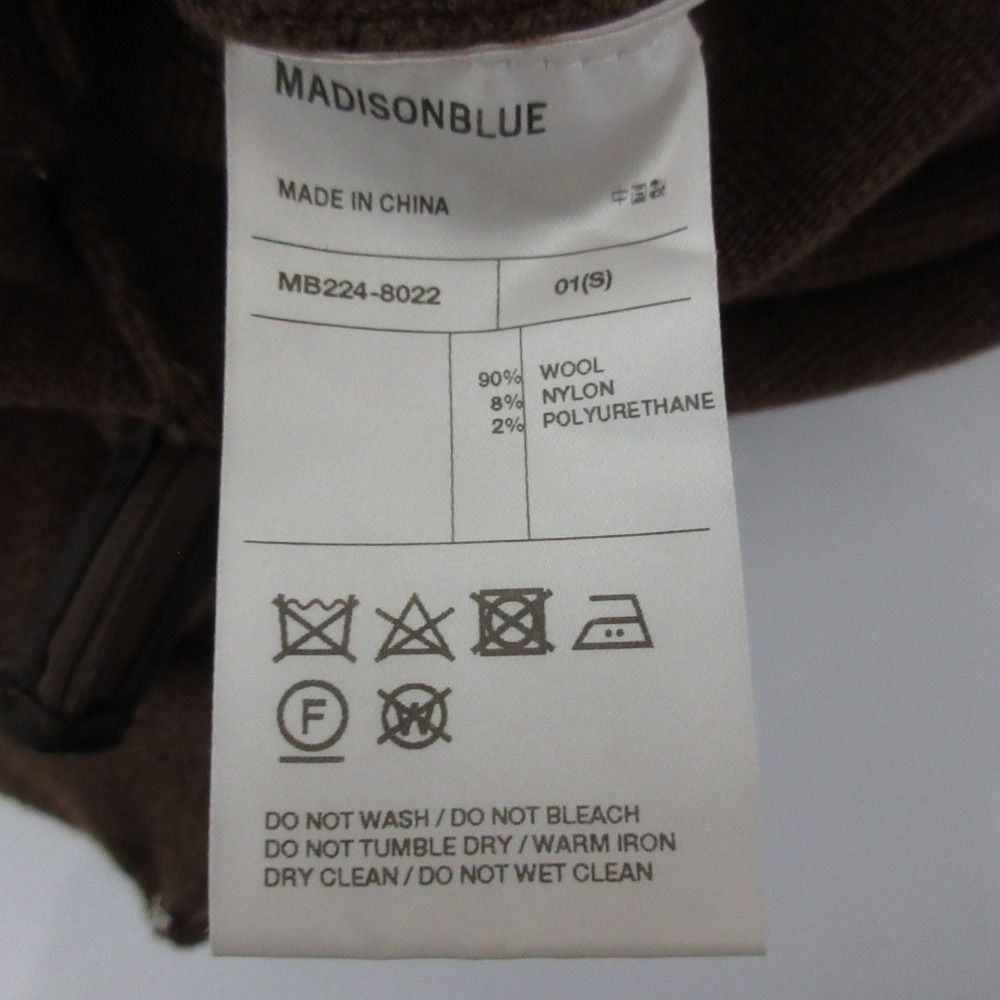 MADISONBLUE
MADE IN CHINA 中国製
MB224-8022 01(S)
90% WOOL
8% NYLON
2% POLYURETHANE
F
W
DO NOT WASH / DO NOT BLEACH
DO NOT TUMBLE DRY / WARM IRON
DRY CLEAN / DO NOT WET CLEAN